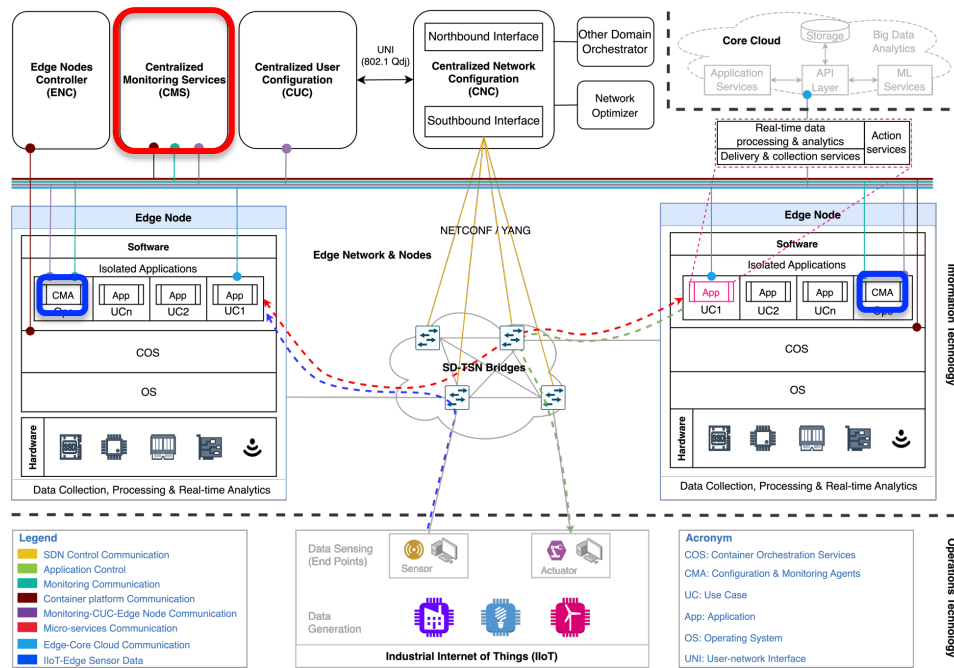 Edge Nodes
Controller
(ENC)
Centralized
Monitoring Services
(CMS)
Centralized User
Configuration
(CUC)
UNI
(802.1 Qdj)
Northbound Interface
Centralized Network
Configuration
(CNC)
Southbound Interface
Other Domain
Orchestrator
Network
Optimizer
Core Cloud
Storage
Big Data
Analytics
Application
Services
API
Layer
ML
Services
Real-time data
processing & analytics
Delivery & collection services
Action
services
Edge Node
Software
Isolated Applications
CMA
App
App
App
UCn
UC2
UC1
COS
OS
Hardware
Data Collection, Processing & Real-time Analytics
NETCONF / YANG
Edge Network & Nodes
SD-TSN Bridges
Edge Node
Software
Isolated Applications
App
App
App
CMA
UC1
UC2
UCn
COS
OS
Hardware
Data Collection, Processing & Real-time Analytics
Information Technology
Legend
SDN Control Communication
Application Control
Monitoring Communication
Container platform Communication
Monitoring-CUC-Edge Node Communication
Micro-services Communication
Edge-Core Cloud Communication
IIoT-Edge Sensor Data
Data Sensing
(End Points)
Sensor
Actuator
Data
Generation
Industrial Internet of Things (IIoT)
Acronym
COS: Container Orchestration Services
CMA: Configuration & Monitoring Agents
UC: Use Case
App: Application
OS: Operating System
UNI: User-network Interface
Operations Technology